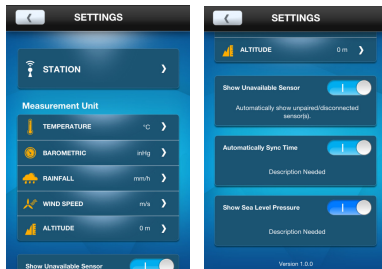 SETTINGS
STATION
Measurement Unit
TEMPERATURE °C
BAROMETRIC inHg
RAINFALL mm/h
WIND SPEED m/s
ALTITUDE 0 m
Show Unavailable Sensor
SETTINGS
ALTITUDE 0 m
Show Unavailable Sensor
Automatically show unpaired/disconnected
sensor(s).
Automatically Sync Time
Description Needed
Show Sea Level Pressure
Description Needed
Version 1.0.0